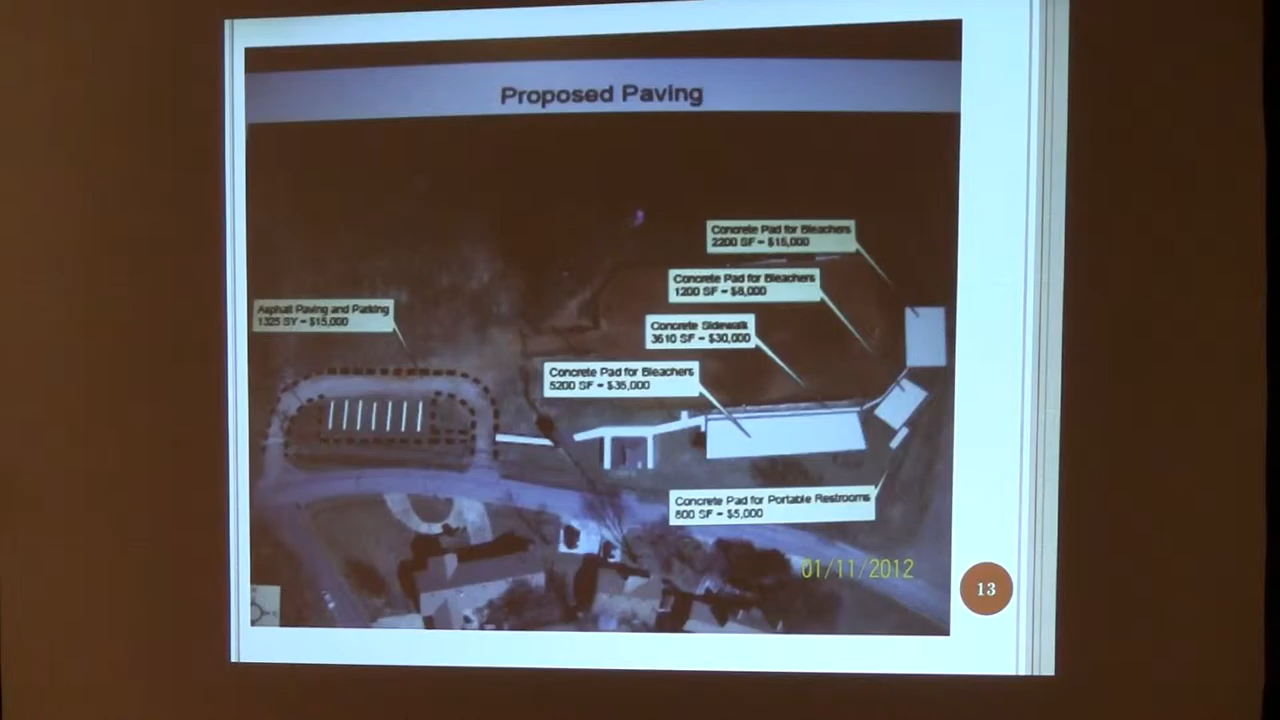 Proposed Paving
Concrete Pad for Bleachers
2200 SF - $15,000
Concrete Pad for Bleachers
1200 SF - $8,000
Asphalt Paving and Parking
1325 SY - $15,000
Concrete Sidewalk
3610 SF - $30,000
Concrete Pad for Bleachers
5200 SF - $35,000
Concrete Pad for Portable Restrooms
800 SF - $5,000
01/11/2012
13